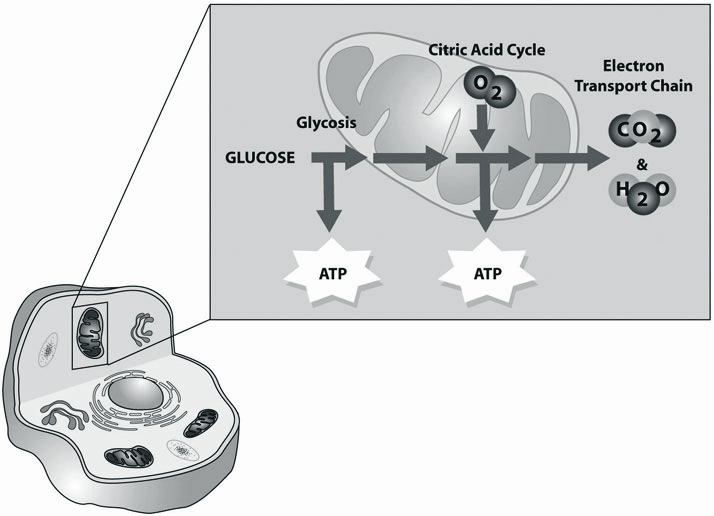 Citric Acid Cycle
O2
Electron
Transport Chain
CO2
Glycosis
GLUCOSE
&
H2O
ATP
ATP